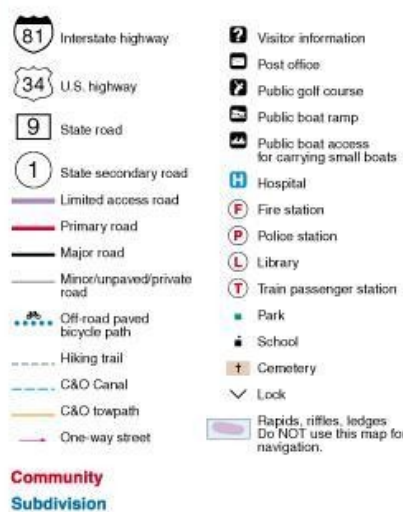 81 Interstate highway
34 U.S. highway
9 State road
1 State secondary road
Limited access road
Primary road
Major road
Minor/unpaved/private
road
Off-road paved
bicycle path
Hiking trail
C&O Canal
C&O towpath
One-way street
Community
Subdivision
? Visitor information
Post office
Public golf course
Public boat ramp
Public boat access
for carrying small boats
H Hospital
F Fire station
P Police station
L Library
T Train passenger station
Park
School
Cemetery
Lock
Rapids, riffles, ledges
Do NOT use this map for
navigation.